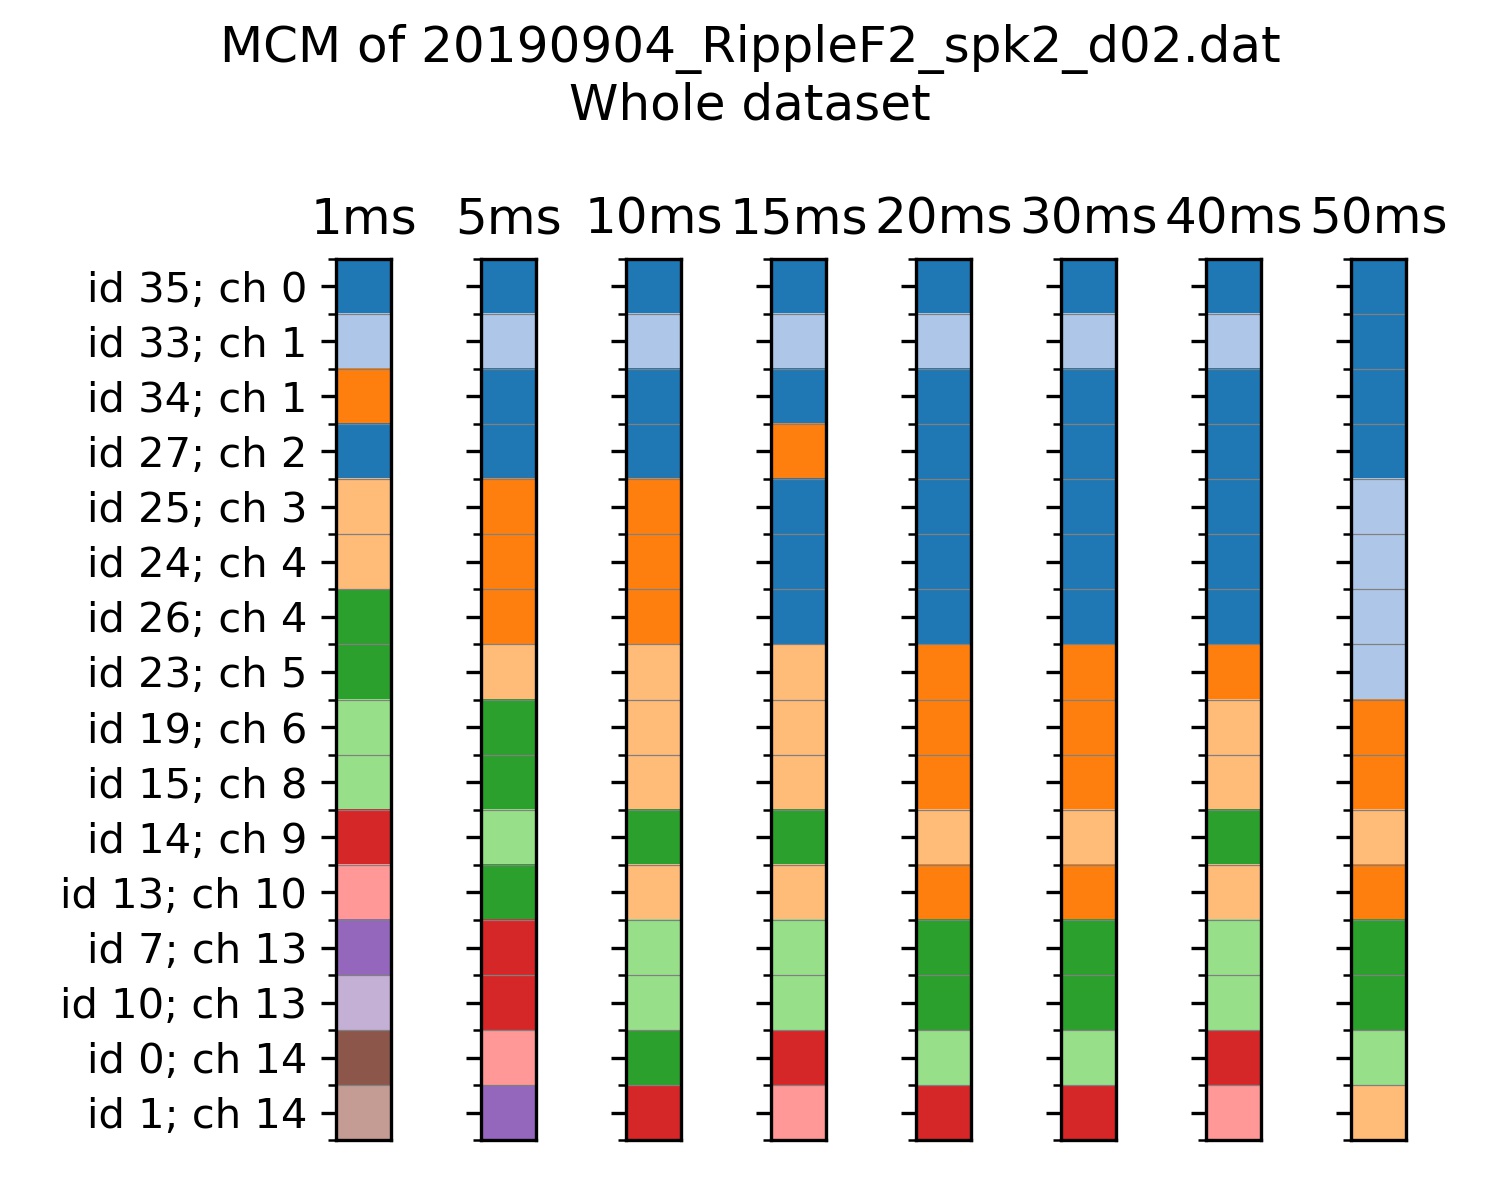 MCM of 20190904_RippleF2_spk2_d02.dat
Whole dataset
1ms 5ms 10ms 15ms 20ms 30ms 40ms 50ms
id 35; ch 0
id 33; ch 1
id 34; ch 1
id 27; ch 2
id 25; ch 3
id 24; ch 4
id 26; ch 4
id 23; ch 5
id 19; ch 6
id 15; ch 8
id 14; ch 9
id 13; ch 10
id 7; ch 13
id 10; ch 13
id 0; ch 14
id 1; ch 14